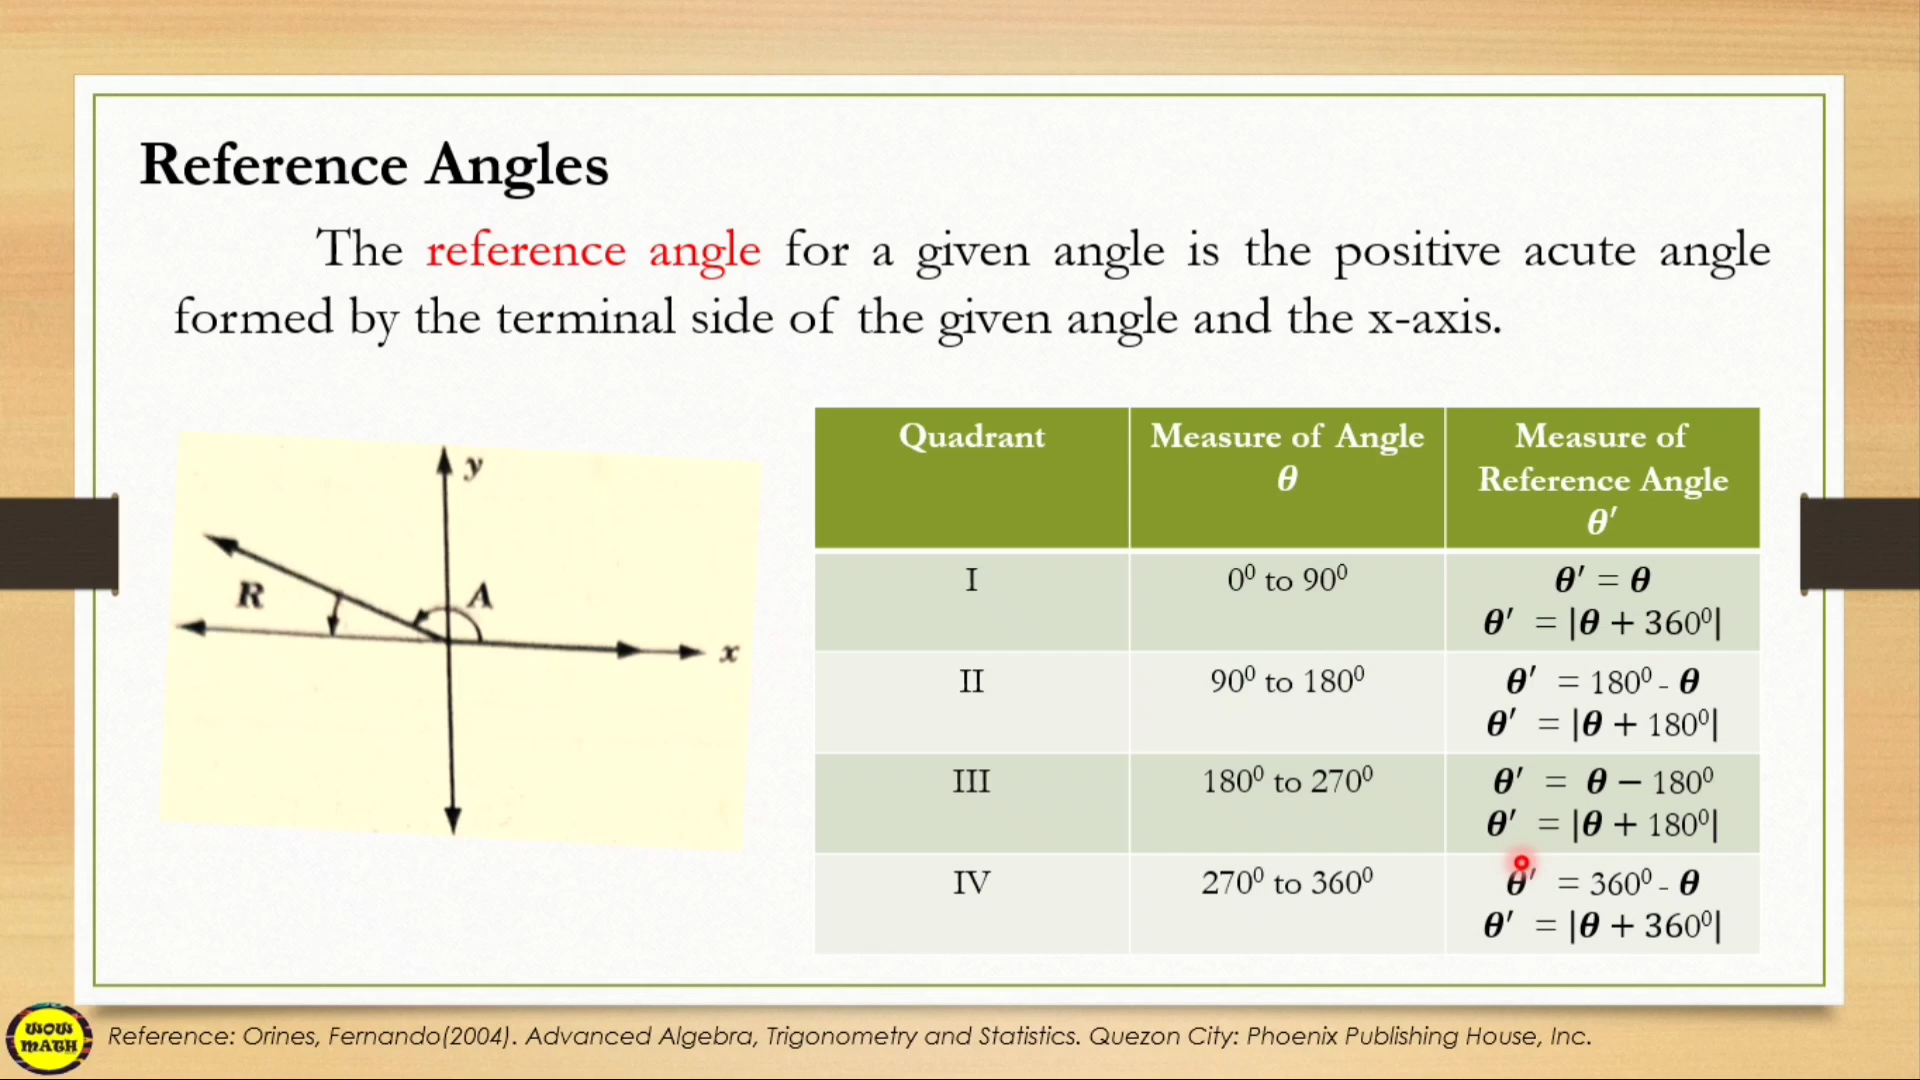 Reference Angles
The reference angle for a given angle is the positive acute angle
formed by the terminal side of the given angle and the x-axis.
y
R
A
x
Quadrant
Measure of Angle
θ
Measure of
Reference Angle
θ′
I
0⁰ to 90⁰
θ′ = θ
θ′ = |θ + 360⁰|
II
90⁰ to 180⁰
θ′ = 180⁰ - θ
θ′ = |θ + 180⁰|
III
180⁰ to 270⁰
θ′ = θ − 180⁰
θ′ = |θ + 180⁰|
IV
270⁰ to 360⁰
θ′ = 360⁰ - θ
θ′ = |θ + 360⁰|
WOW
MATH
Reference: Orines, Fernando(2004). Advanced Algebra, Trigonometry and Statistics. Quezon City: Phoenix Publishing House, Inc.